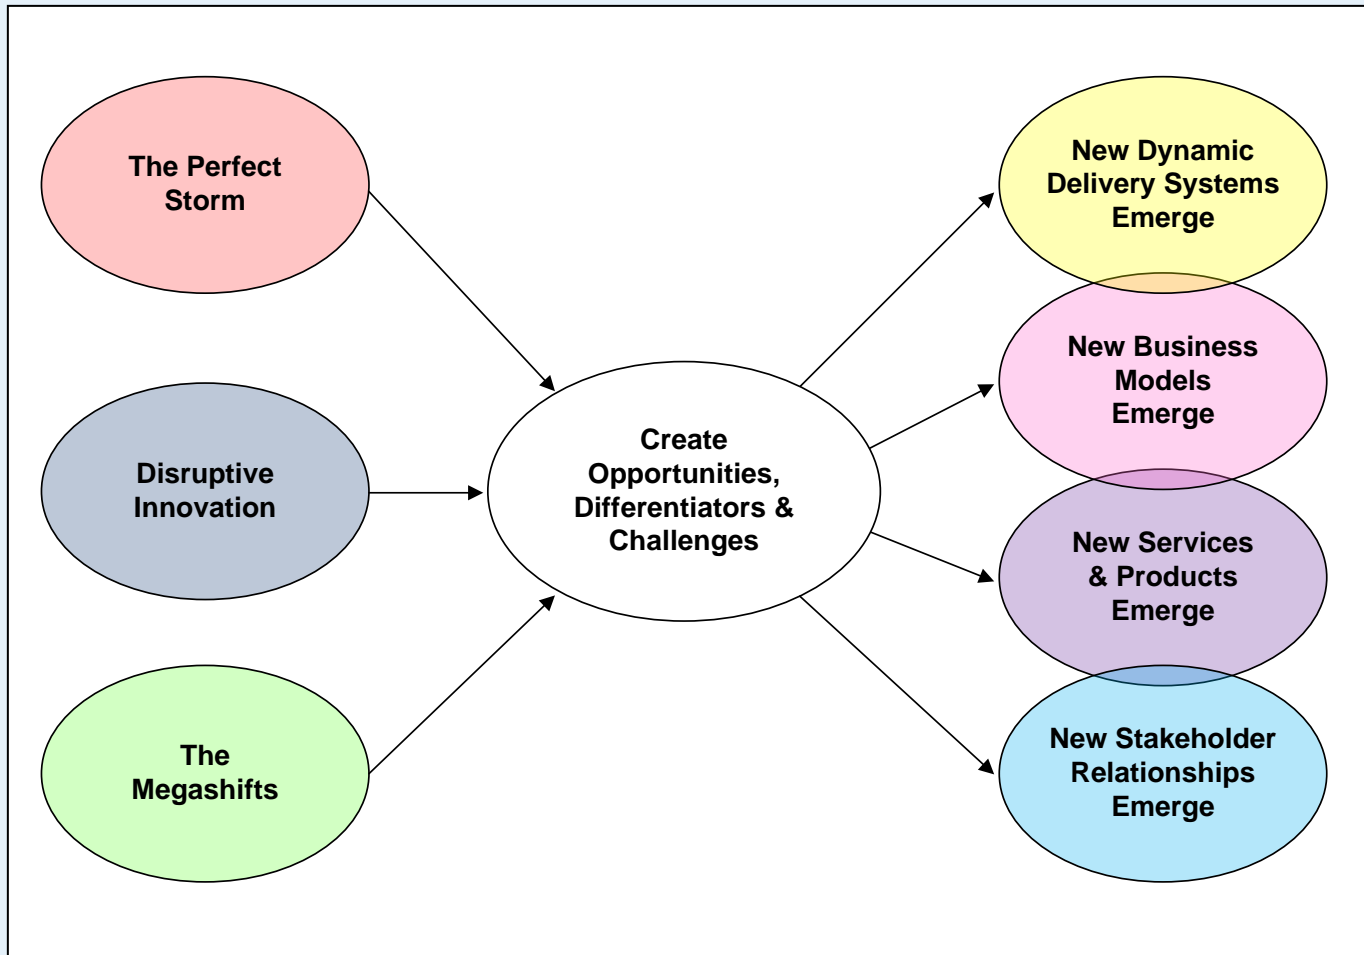 The Perfect
Storm
Disruptive
Innovation
The
Megashifts
Create
Opportunities,
Differentiators &
Challenges
New Dynamic
Delivery Systems
Emerge
New Business
Models
Emerge
New Services
& Products
Emerge
New Stakeholder
Relationships
Emerge